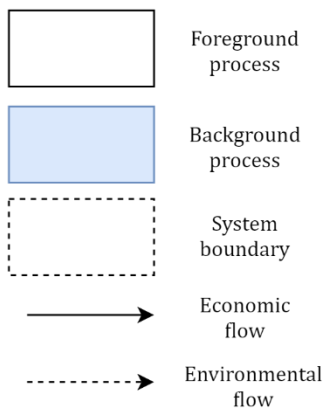 Foreground
process
Background
process
System
boundary
Economic
flow
Environmental
flow